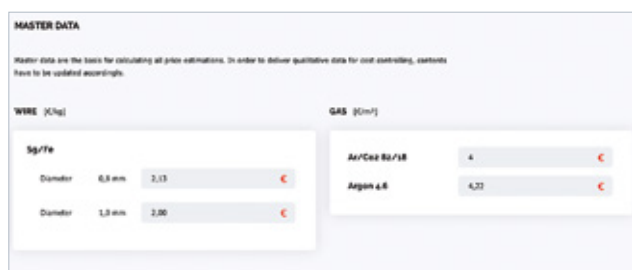 MASTER DATA
Master data are the basis for calculating all price estimations. In order to deliver qualitative data for cost controlling, contents
have to be updated accordingly.
WIRE [€/kg]
GAS [€/m³]
Sg/Fe
Diameter 0,8 mm 2,13 €
Diameter 1,0 mm 2,00 €
Ar/Co2 82/18 4 €
Argon 4.6 4,22 €